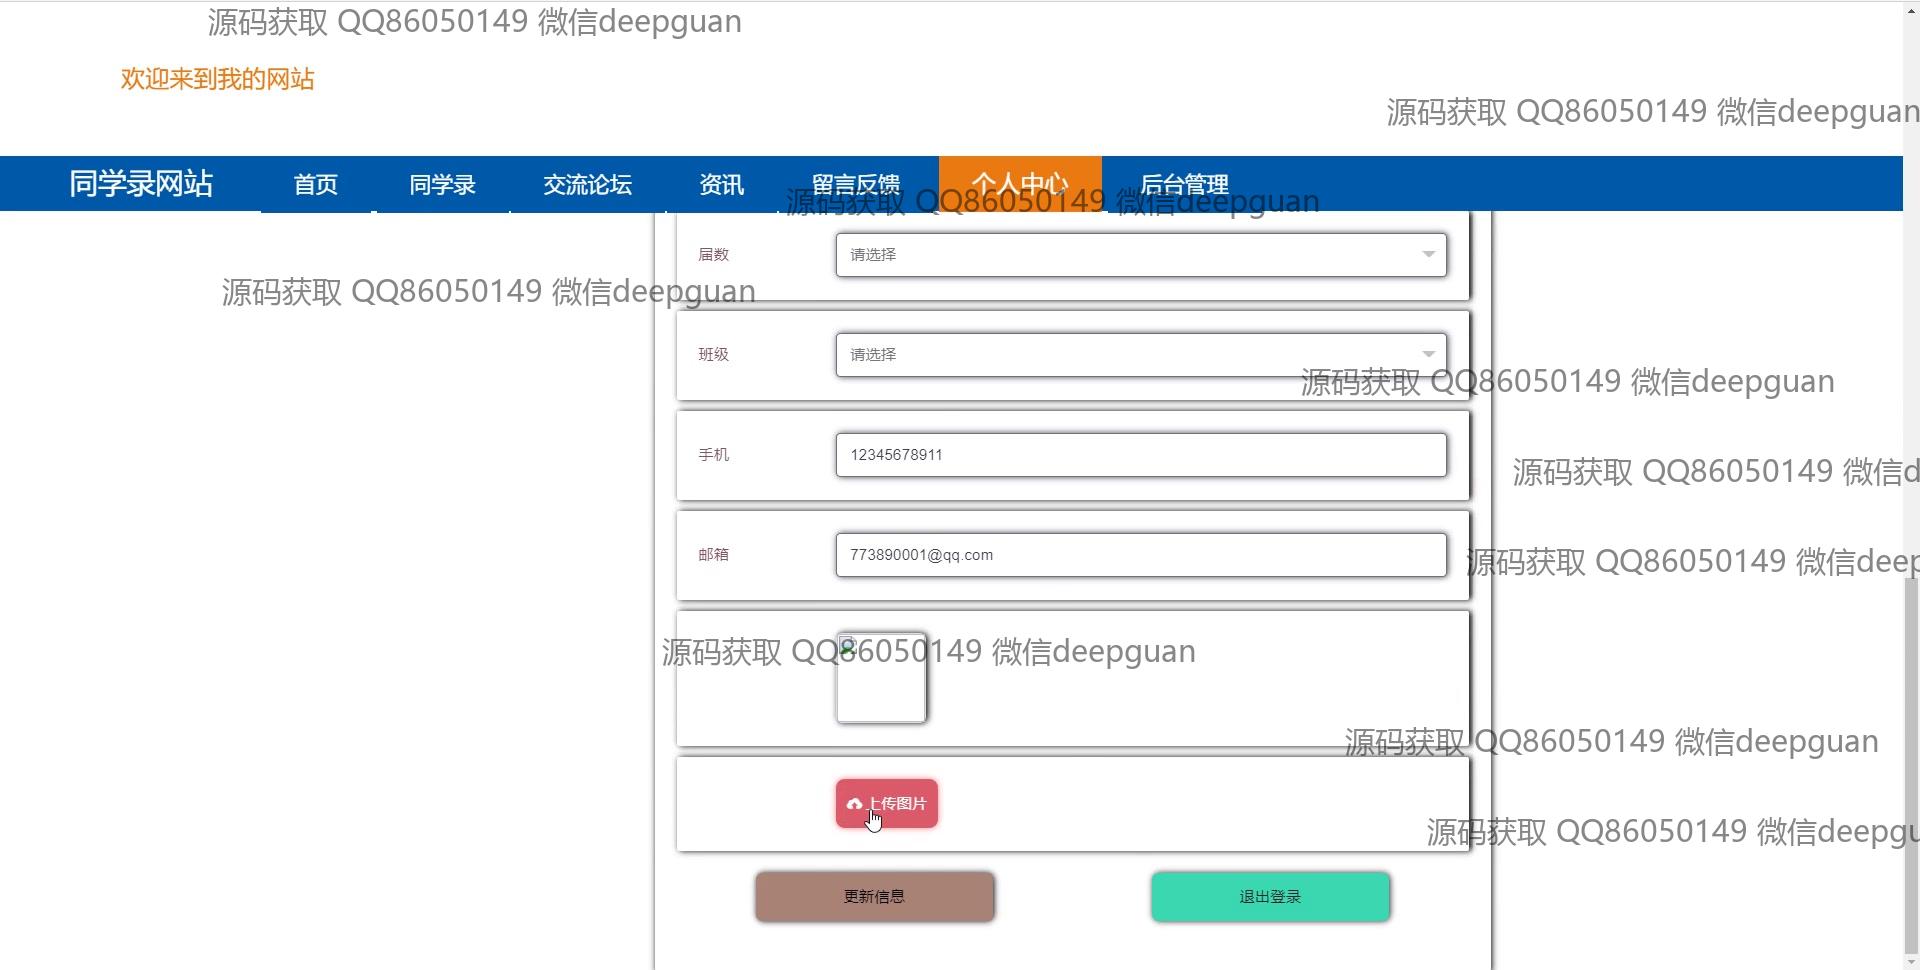 源码获取 QQ86050149 微信deepguan
欢迎来到我的网站
源码获取 QQ86050149 微信deepguan
同学录网站 首页 同学录 交流论坛 资讯 留言反馈 个人中心 后台管理
源码获取 QQ86050149 微信deepguan
届数 请选择
源码获取 QQ86050149 微信deepguan
班级 请选择
源码获取 QQ86050149 微信deepguan
手机 12345678911
源码获取 QQ86050149 微信d
邮箱 773890001@qq.com
源码获取 QQ86050149 微信deep
源码获取 QQ86050149 微信deepguan
源码获取 QQ86050149 微信deepguan
上传图片
源码获取 QQ86050149 微信deepgu
更新信息 退出登录